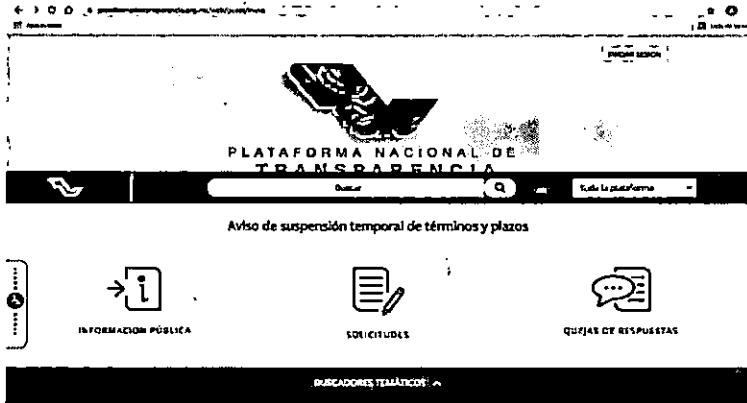 INICIAR SESIÓN
PLATAFORMA NACIONAL DE
TRANSPARENCIA
Buscar
Toda la plataforma
Aviso de suspensión temporal de términos y plazos
INFORMACIÓN PÚBLICA
SOLICITUDES
QUEJAS DE RESPUESTAS
BUSCADORES TEMÁTICOS